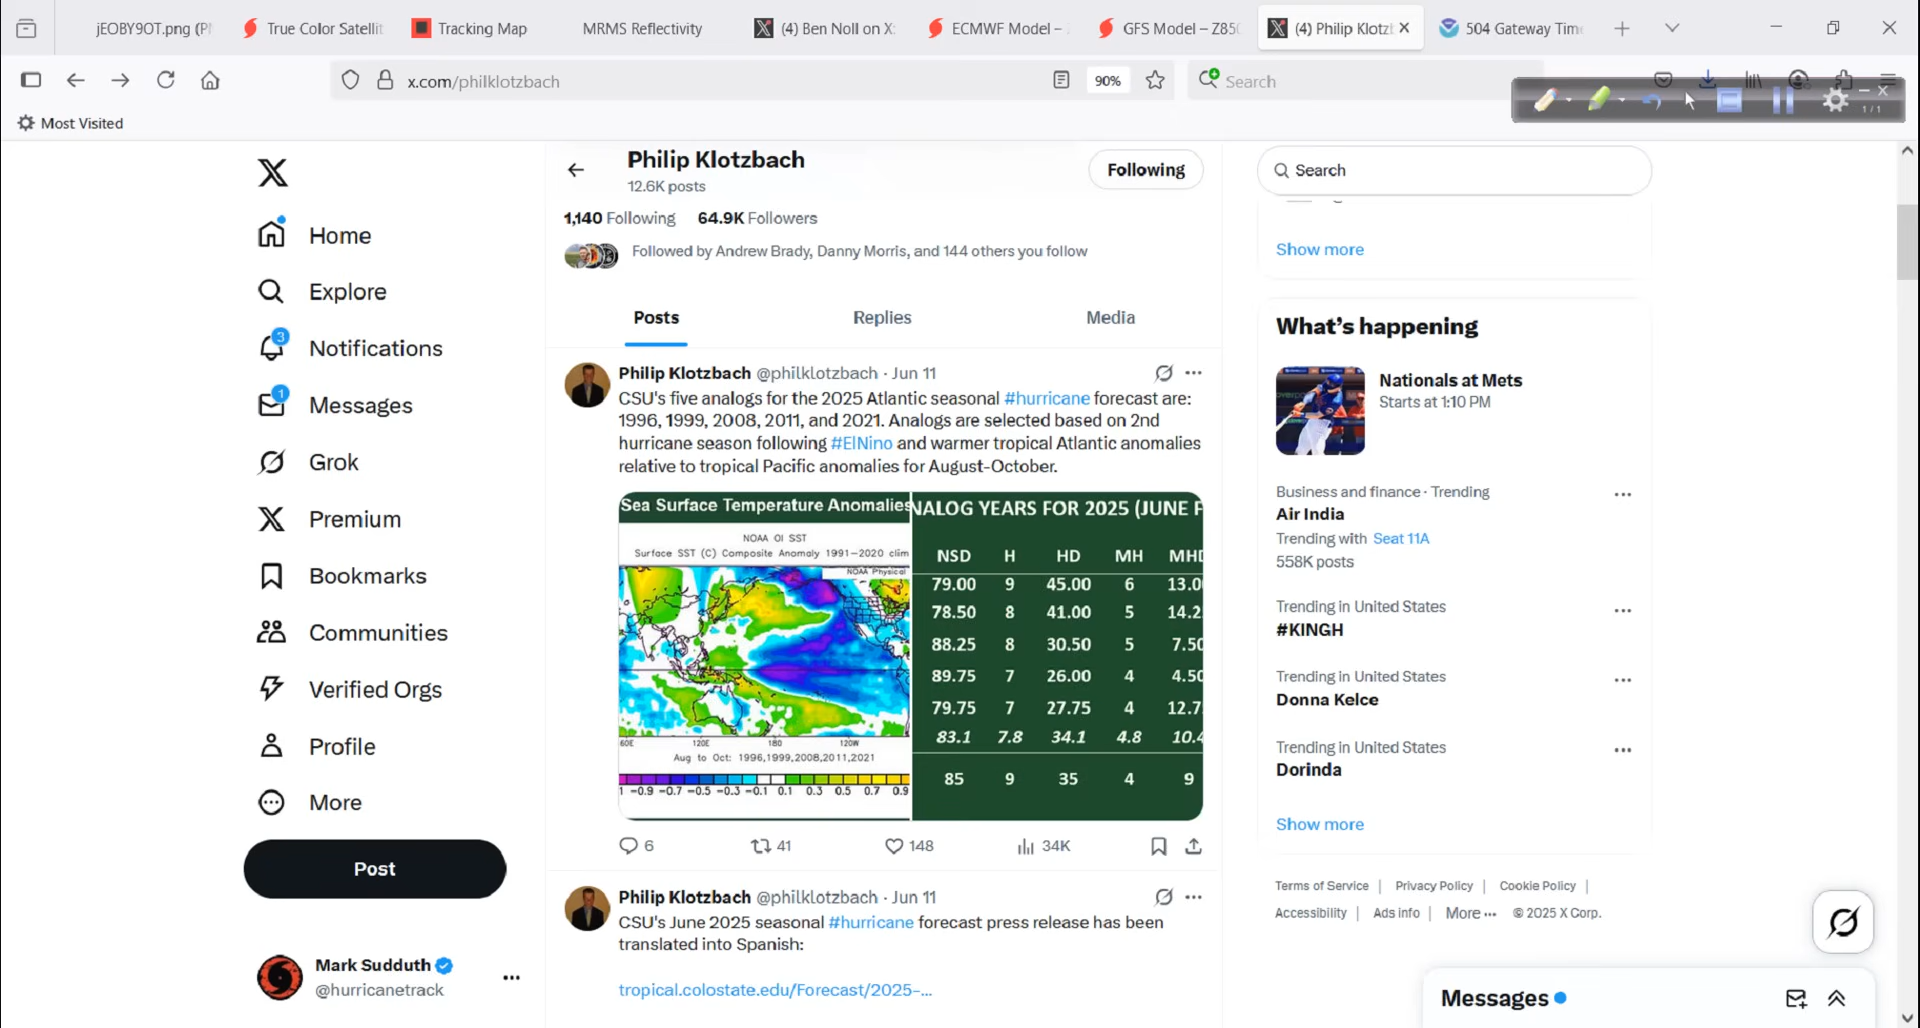 jEOBY9OT.png (PN
True Color Satellit
Tracking Map
MRMS Reflectivity
(4) Ben Noll on X:
ECMWF Model –
GFS Model – Z850
(4) Philip Klotzb
504 Gateway Time
x.com/philklotzbach
90%
Search
1/1
Most Visited
Philip Klotzbach
12.6K posts
Following
1,140 Following 64.9K Followers
Followed by Andrew Brady, Danny Morris, and 144 others you follow
Posts
Replies
Media
Home
Explore
3
Notifications
1
Messages
Grok
Premium
Bookmarks
Communities
Verified Orgs
Profile
More
Post
Mark Sudduth
@hurricanetrack
Philip Klotzbach @philklotzbach · Jun 11
CSU's five analogs for the 2025 Atlantic seasonal #hurricane forecast are:
1996, 1999, 2008, 2011, and 2021. Analogs are selected based on 2nd
hurricane season following #ElNino and warmer tropical Atlantic anomalies
relative to tropical Pacific anomalies for August-October.
Sea Surface Temperature Anomalies
NOAA OI SST
Surface SST (C) Composite Anomaly 1991–2020 clim
NOAA Physical
60E 120E 180 120W
Aug to Oct: 1996,1999,2008,2011,2021
1 −0.9 −0.7 −0.5 −0.3 −0.1 0.1 0.3 0.5 0.7 0.9
NALOG YEARS FOR 2025 (JUNE F
NSD H HD MH MHD
79.00 9 45.00 6 13.0
78.50 8 41.00 5 14.2
88.25 8 30.50 5 7.50
89.75 7 26.00 4 4.50
79.75 7 27.75 4 12.7
83.1 7.8 34.1 4.8 10.4
85 9 35 4 9
6
41
148
34K
Philip Klotzbach @philklotzbach · Jun 11
CSU's June 2025 seasonal #hurricane forecast press release has been
translated into Spanish:
tropical.colostate.edu/Forecast/2025-...
Search
Show more
What's happening
Nationals at Mets
Starts at 1:10 PM
Business and finance · Trending
Air India
Trending with Seat 11A
558K posts
Trending in United States
#KINGH
Trending in United States
Donna Kelce
Trending in United States
Dorinda
Show more
Terms of Service | Privacy Policy | Cookie Policy |
Accessibility | Ads info | More ··· © 2025 X Corp.
Messages